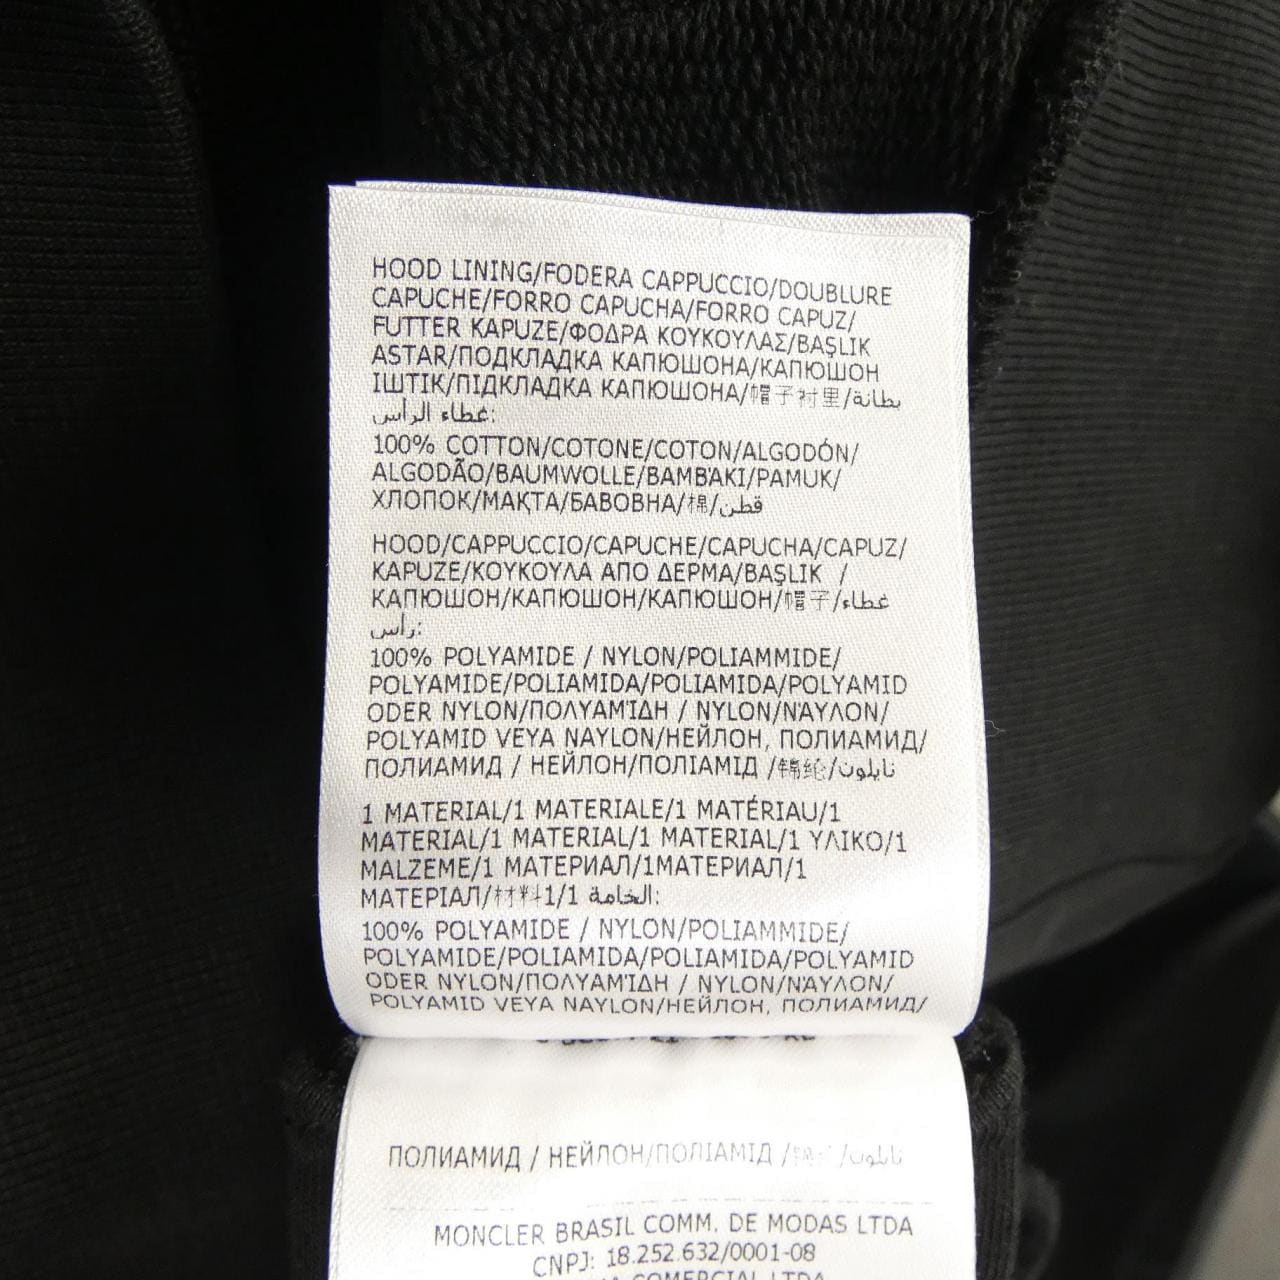 HOOD LINING/FODERA CAPPUCCIO/DOUBLURE
CAPUCHE/FORRO CAPUCHA/FORRO CAPUZ/
FUTTER KAPUZE/ΦΟΔΡΑ ΚΟΥΚΟΥΛΑΣ/BAŞLIK
ASTAR/ПОДКЛАДКА КАПЮШОНА/КАПЮШОН
ІШТІК/ПІДКЛАДКА КАПЮШОНА/帽子衬里/بطانة
غطاء الرأس:
100% COTTON/COTONE/COTON/ALGODÓN/
ALGODÃO/BAUMWOLLE/ΒΑΜΒΆΚΙ/PAMUK/
ХЛОПОК/МАҚТА/БАВОВНА/棉/قطن
HOOD/CAPPUCCIO/CAPUCHE/CAPUCHA/CAPUZ/
KAPUZE/ΚΟΥΚΟΥΛΑ ΑΠΟ ΔΕΡΜΑ/BAŞLIK /
КАПЮШОН/КАПЮШОН/КАПЮШОН/帽子/غطاء
رأس:
100% POLYAMIDE / NYLON/POLIAMMIDE/
POLYAMIDE/POLIAMIDA/POLIAMIDA/POLYAMID
ODER NYLON/ΠΟΛΥΑΜΊΔΗ / NYLON/ΝΆΥΛΟΝ/
POLYAMID VEYA NAYLON/НЕЙЛОН, ПОЛИАМИД/
ПОЛИАМИД / НЕЙЛОН/ПОЛІАМІД /锦纶/نايلون
1 MATERIAL/1 MATERIALE/1 MATÉRIAU/1
MATERIAL/1 MATERIAL/1 MATERIAL/1 ΥΛΙΚΟ/1
MALZEME/1 МАТЕРИАЛ/1МАТЕРИАЛ/1
МАТЕРІАЛ/材料1/1 الخامة:
100% POLYAMIDE / NYLON/POLIAMMIDE/
POLYAMIDE/POLIAMIDA/POLIAMIDA/POLYAMID
ODER NYLON/ΠΟΛΥΑΜΊΔΗ / NYLON/ΝΆΥΛΟΝ/
POLYAMID VEYA NAYLON/НЕЙЛОН, ПОЛИАМИД/
ПОЛИАМИД / НЕЙЛОН/ПОЛІАМІД /锦纶/نايلون
MONCLER BRASIL COMM. DE MODAS LTDA
CNPJ: 18.252.632/0001-08
COMERCIAL LTDA